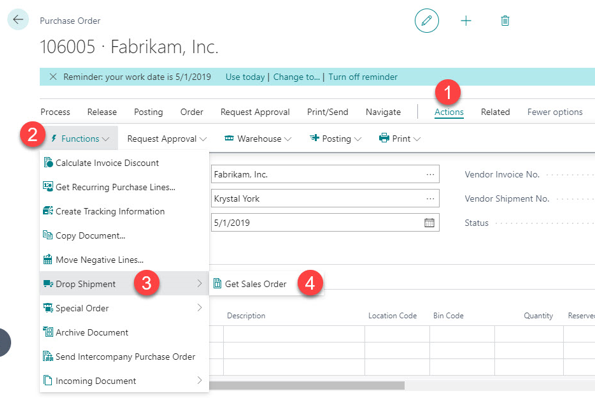 Purchase Order
106005 · Fabrikam, Inc.
Reminder: your work date is 5/1/2019 Use today | Change to... | Turn off reminder
1
Process Release Posting Order Request Approval Print/Send Navigate Actions Related Fewer options
2 Functions Request Approval Warehouse Posting Print
Calculate Invoice Discount
Fabrikam, Inc. ... Vendor Invoice No.
Get Recurring Purchase Lines...
Krystal York ... Vendor Shipment No.
Create Tracking Information
5/1/2019 Status
Copy Document...
Move Negative Lines...
Drop Shipment 3 Get Sales Order 4
Special Order
Description Location Code Bin Code Quantity Reserved
Archive Document
Send Intercompany Purchase Order
Incoming Document